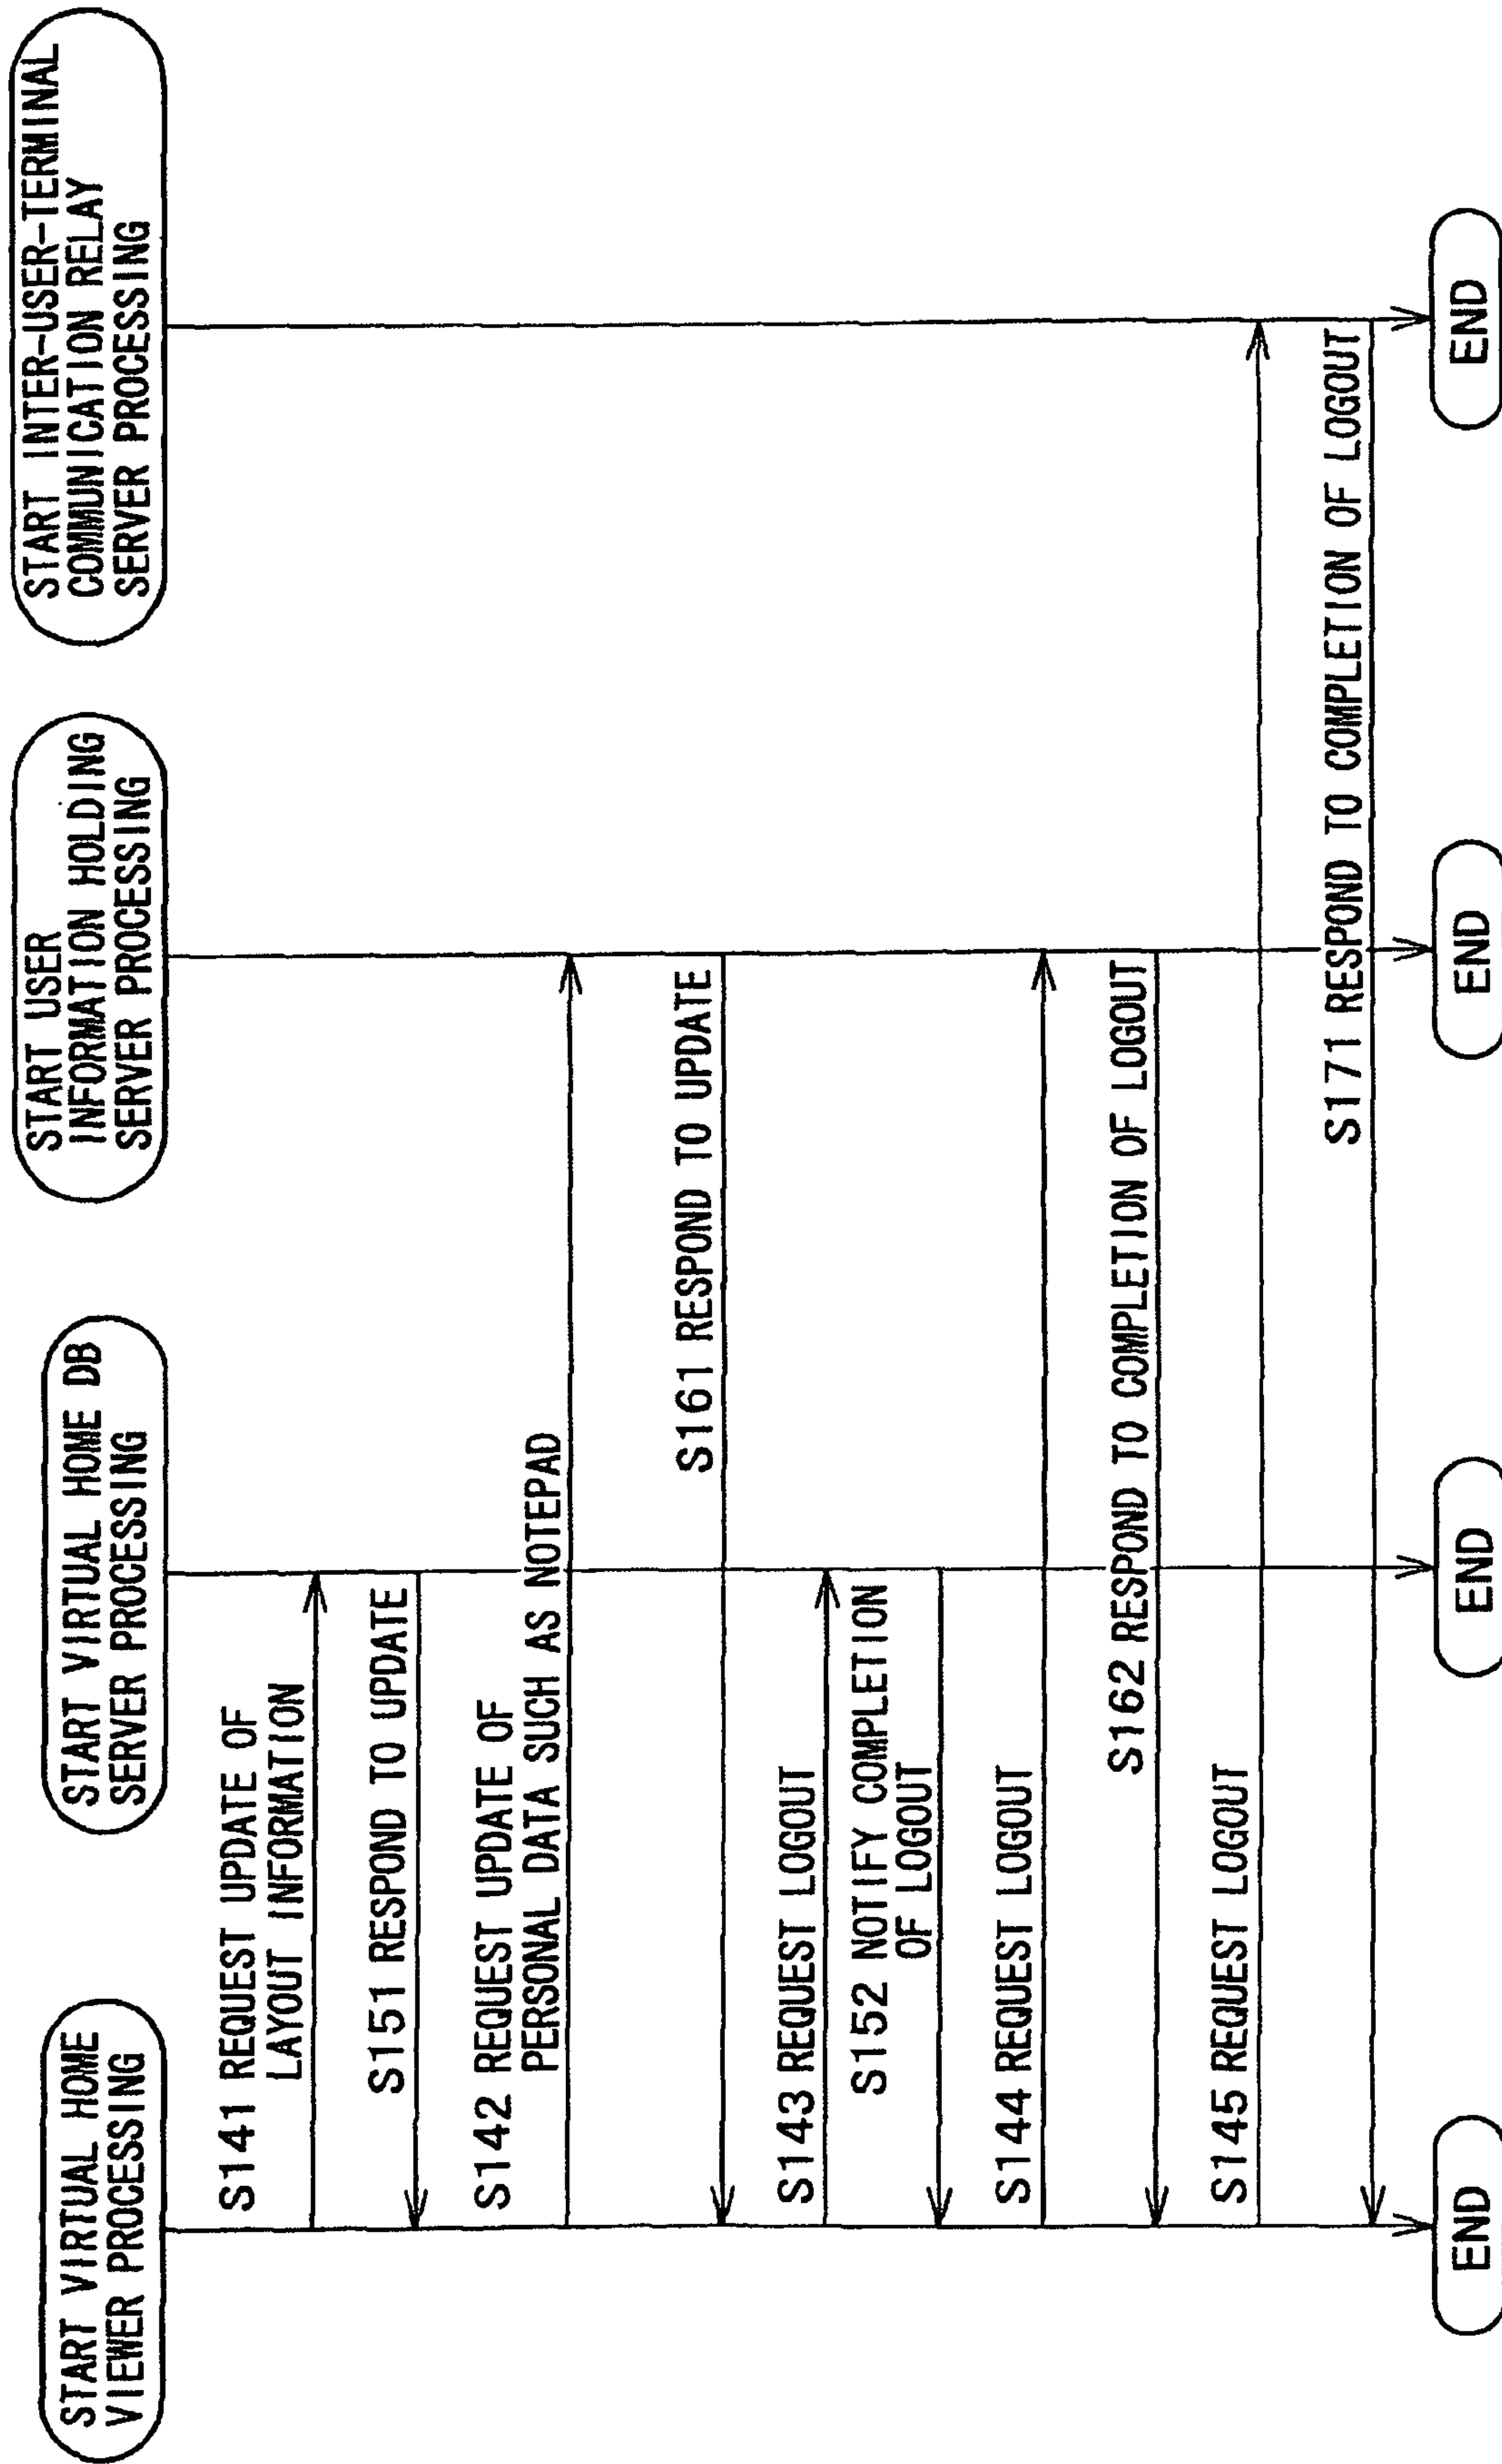 START VIRTUAL HOME
VIEWER PROCESSING
START VIRTUAL HOME DB
SERVER PROCESSING
START USER
INFORMATION HOLDING
SERVER PROCESSING
START INTER-USER-TERMINAL
COMMUNICATION RELAY
SERVER PROCESSING
S141 REQUEST UPDATE OF
LAYOUT INFORMATION
S151 RESPOND TO UPDATE
S142 REQUEST UPDATE OF
PERSONAL DATA SUCH AS NOTEPAD
S161 RESPOND TO UPDATE
S143 REQUEST LOGOUT
S152 NOTIFY COMPLETION
OF LOGOUT
S144 REQUEST LOGOUT
S162 RESPOND TO COMPLETION OF LOGOUT
S145 REQUEST LOGOUT
S171 RESPOND TO COMPLETION OF LOGOUT
END
END
END
END